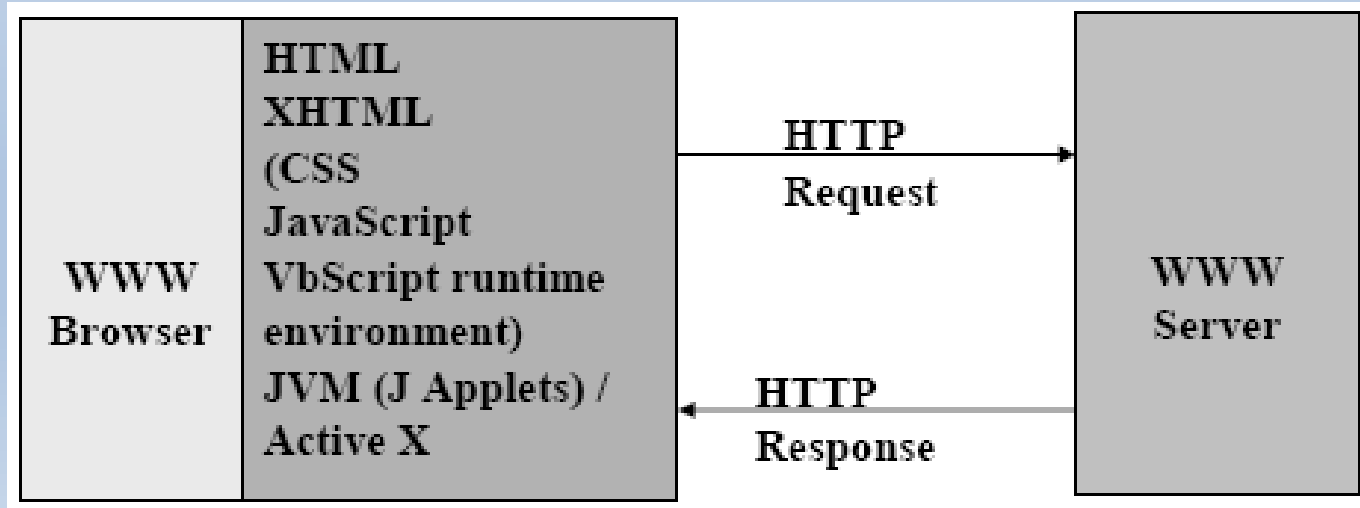 WWW
Browser
HTML
XHTML
(CSS
JavaScript
VbScript runtime
environment)
JVM (J Applets) /
Active X
HTTP
Request
HTTP
Response
WWW
Server